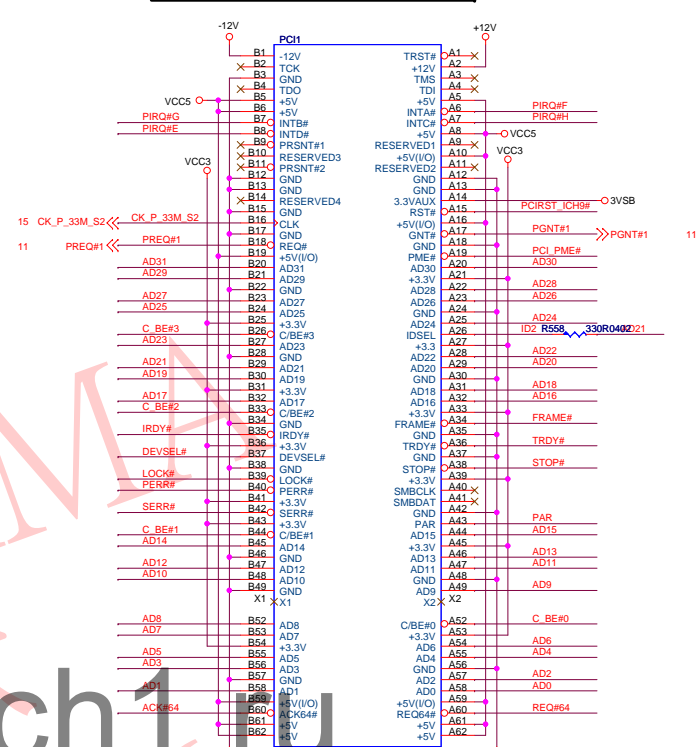 -12V +12V
PCI1
B1 -12V TRST# A1
B2 TCK +12V A2
B3 GND TMS A3
B4 TDO TDI A4
VCC5 B5 +5V +5V A5
B6 +5V INTA# A6 PIRQ#F
PIRQ#G B7 INTB# INTC# A7 PIRQ#H
PIRQ#E B8 INTD# +5V A8 VCC5
B9 PRSNT#1 RESERVED1 A9
B10 RESERVED3 +5V(I/O) A10
VCC3 B11 PRSNT#2 RESERVED2 A11 VCC3
B12 GND GND A12
B13 GND GND A13
B14 RESERVED4 3.3VAUX A14 3VSB
B15 GND RST# A15 PCIRST_ICH9#
15 CK_P_33M_S2 CK_P_33M_S2 B16 CLK +5V(I/O) A16
B17 GND GNT# A17 PGNT#1 PGNT#1 11
11 PREQ#1 PREQ#1 B18 REQ# GND A18
B19 +5V(I/O) PME# A19 PCI_PME#
AD31 B20 AD31 AD30 A20 AD30
AD29 B21 AD29 +3.3V A21
B22 GND AD28 A22 AD28
AD27 B23 AD27 AD26 A23 AD26
AD25 B24 AD25 GND A24
B25 +3.3V AD24 A25 AD24
C_BE#3 B26 C/BE#3 IDSEL A26 ID2 R558 330R0402 AD21
AD23 B27 AD23 +3.3 A27
B28 GND AD22 A28 AD22
AD21 B29 AD21 AD20 A29 AD20
AD19 B30 AD19 GND A30
B31 +3.3V AD18 A31 AD18
AD17 B32 AD17 AD16 A32 AD16
C_BE#2 B33 C/BE#2 +3.3V A33
B34 GND FRAME# A34 FRAME#
IRDY# B35 IRDY# GND A35
B36 +3.3V TRDY# A36 TRDY#
DEVSEL# B37 DEVSEL# GND A37
B38 GND STOP# A38 STOP#
LOCK# B39 LOCK# +3.3V A39
PERR# B40 PERR# SMBCLK A40
B41 +3.3V SMBDAT A41
SERR# B42 SERR# GND A42
B43 +3.3V PAR A43 PAR
C_BE#1 B44 C/BE#1 AD15 A44 AD15
AD14 B45 AD14 +3.3V A45
B46 GND AD13 A46 AD13
AD12 B47 AD12 AD11 A47 AD11
AD10 B48 AD10 GND A48
B49 GND AD9 A49 AD9
X1 X1 X2 X2
AD8 B52 AD8 C/BE#0 A52 C_BE#0
AD7 B53 AD7 +3.3V A53
B54 +3.3V AD6 A54 AD6
AD5 B55 AD5 AD4 A55 AD4
AD3 B56 AD3 GND A56
B57 GND AD2 A57 AD2
AD1 B58 AD1 AD0 A58 AD0
B59 +5V(I/O) +5V(I/O) A59
ACK#64 B60 ACK64# REQ64# A60 REQ#64
B61 +5V +5V A61
B62 +5V +5V A62
ch1.ru